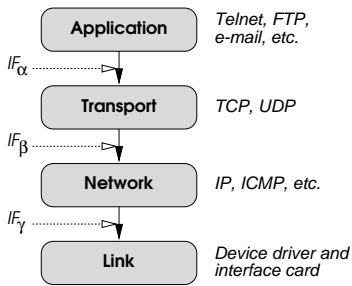 Application
Telnet, FTP,
e-mail, etc.
IFα
Transport
TCP, UDP
IFβ
Network
IP, ICMP, etc.
IFγ
Link
Device driver and
interface card